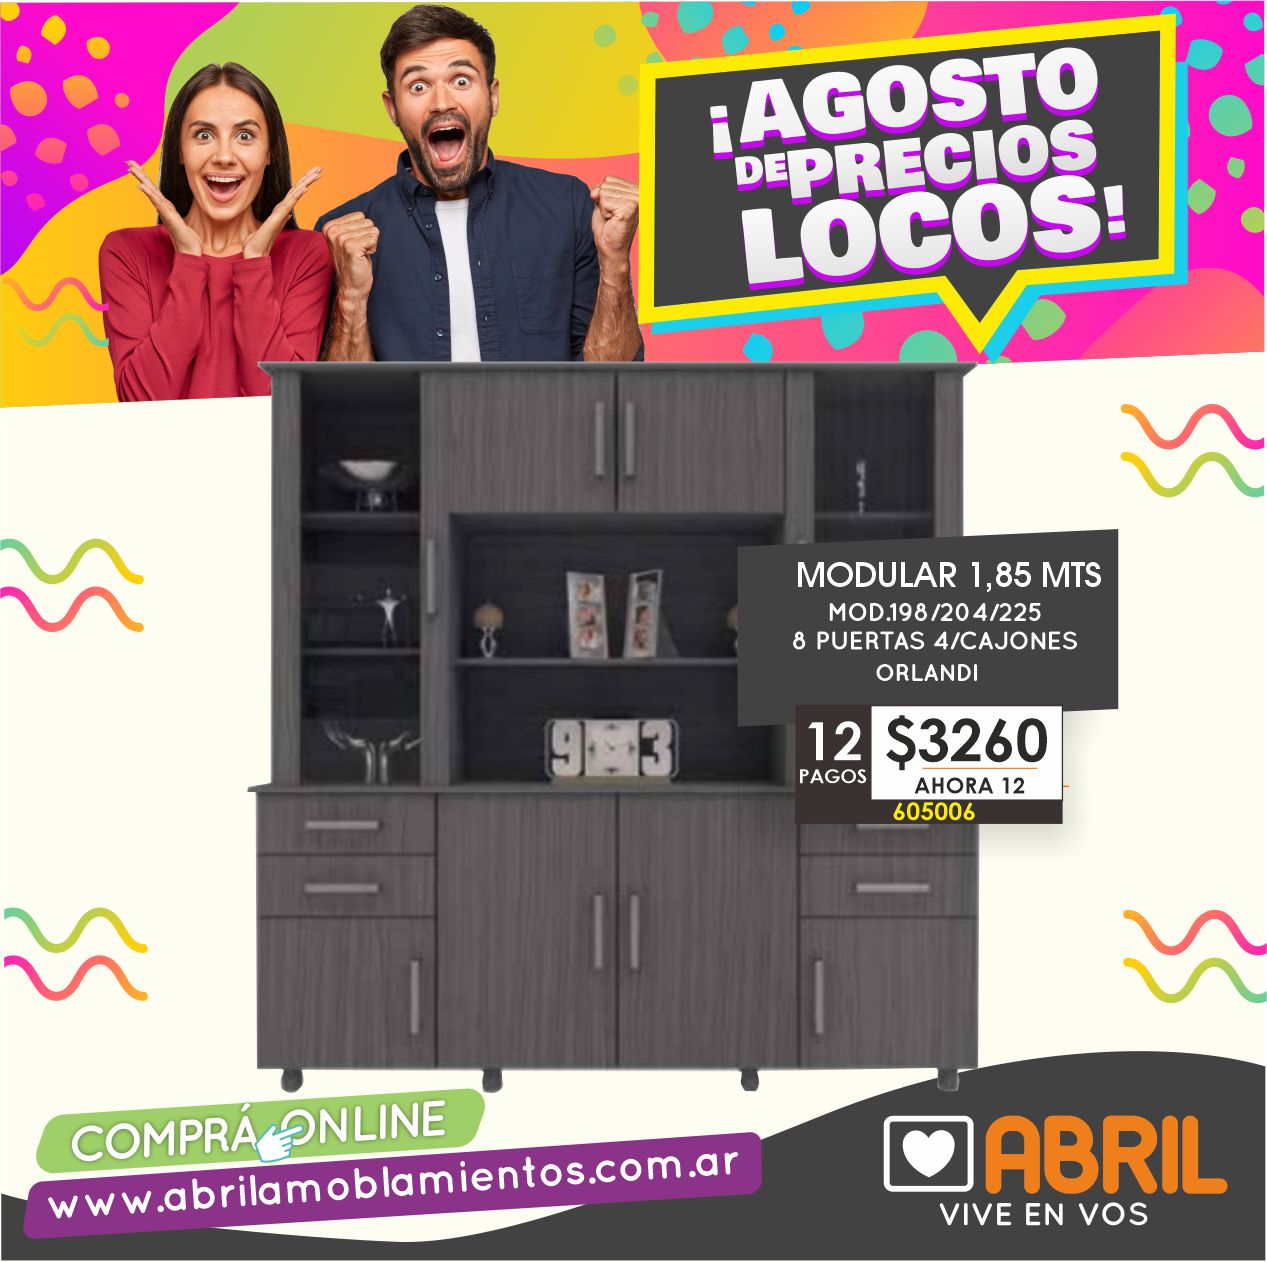 ¡AGOSTO
DE PRECIOS
LOCOS!
MODULAR 1,85 MTS
MOD.198/204/225
8 PUERTAS 4/CAJONES
ORLANDI
12 PAGOS
$3260
AHORA 12
605006
9 3
COMPRÁ ONLINE
www.abrilamoblamientos.com.ar
ABRIL
VIVE EN VOS